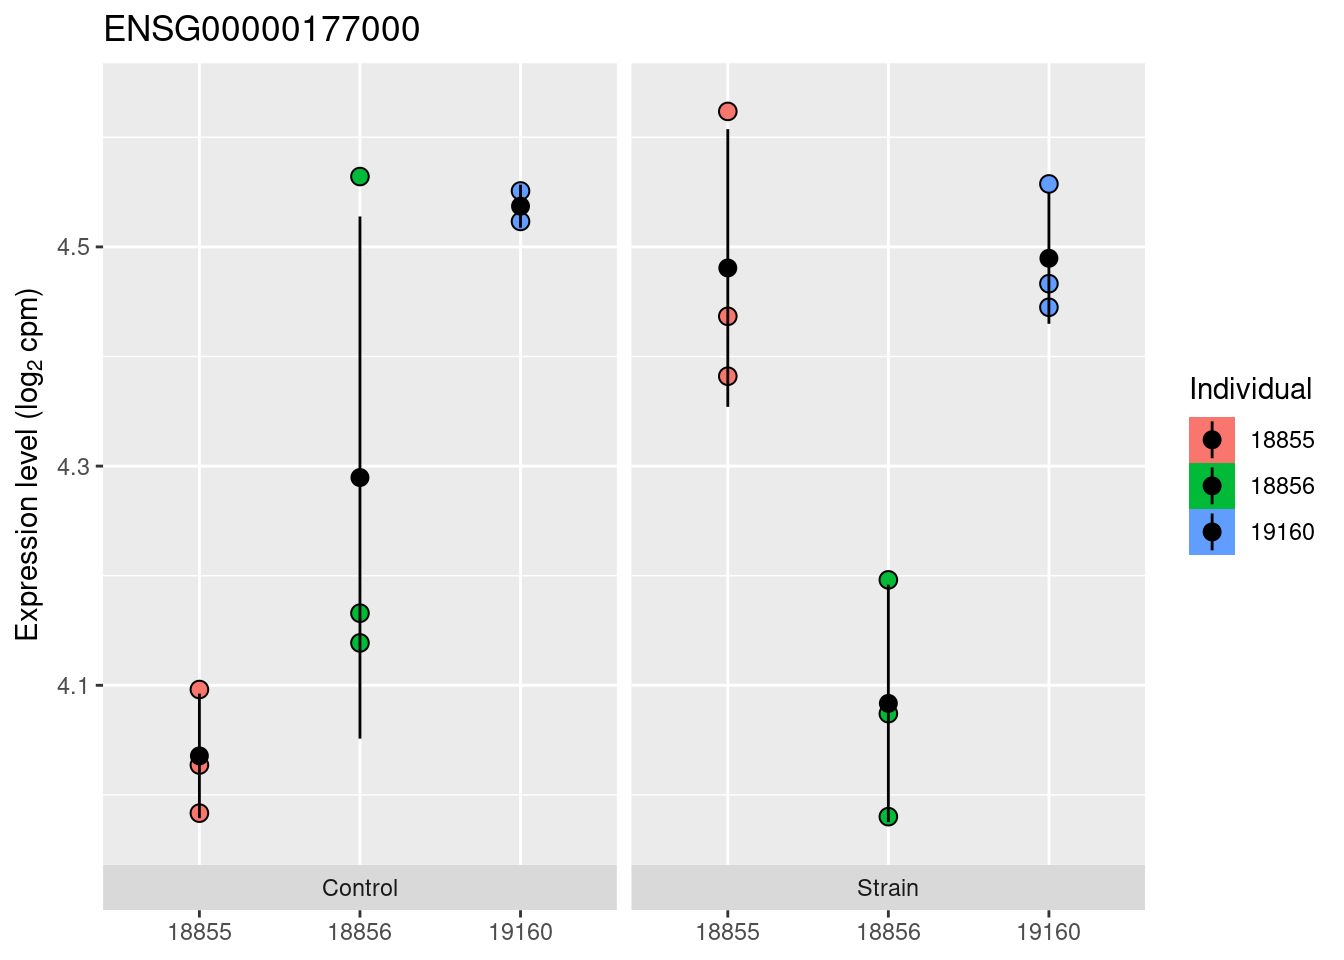 ENSG00000177000
Expression level (log2 cpm)
4.5
4.3
4.1
Control
Strain
18855
18856
19160
18855
18856
19160
Individual
18855
18856
19160